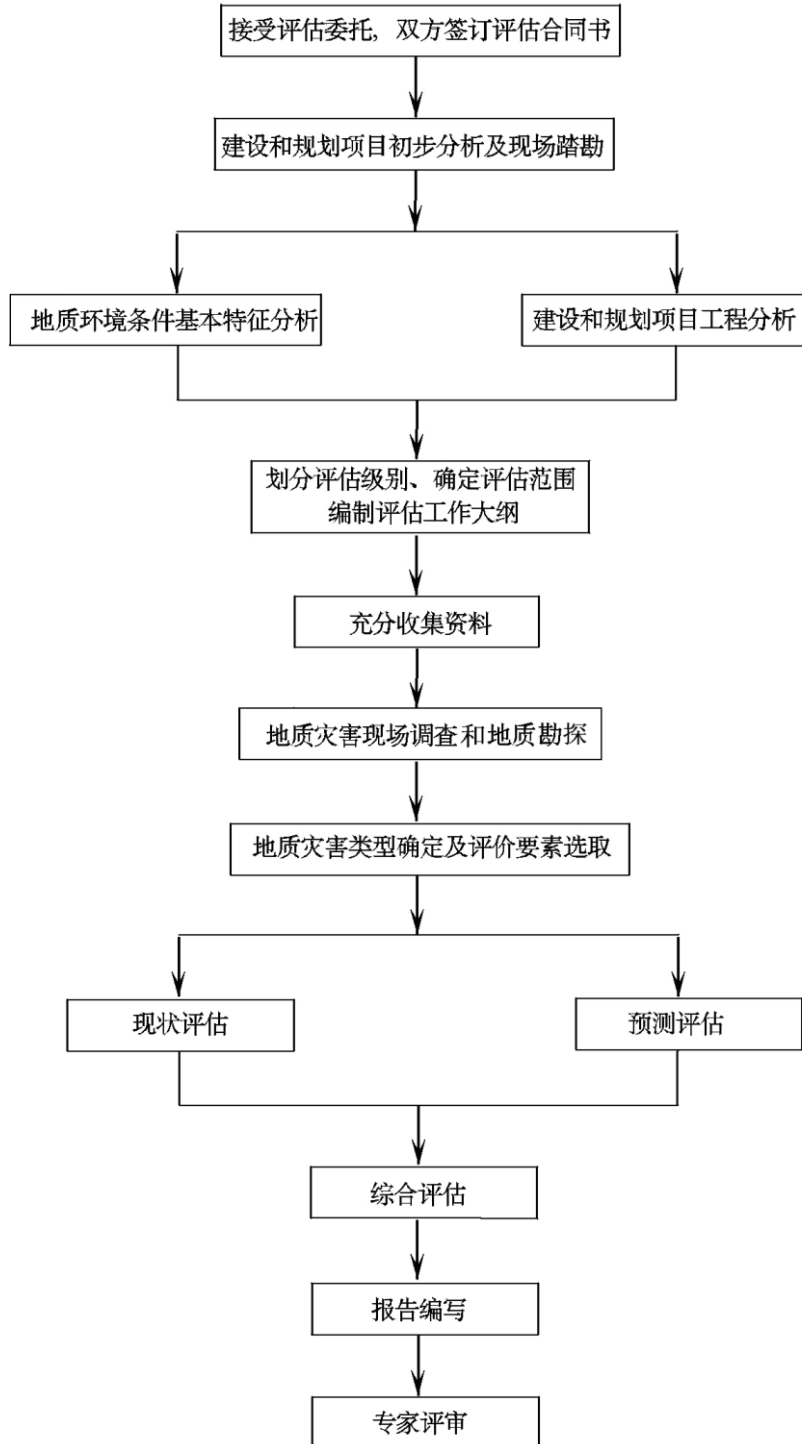 接受评估委托，双方签订评估合同书
建设和规划项目初步分析及现场踏勘
地质环境条件基本特征分析
建设和规划项目工程分析
划分评估级别、确定评估范围
编制评估工作大纲
充分收集资料
地质灾害现场调查和地质勘探
地质灾害类型确定及评价要素选取
现状评估
预测评估
综合评估
报告编写
专家评审